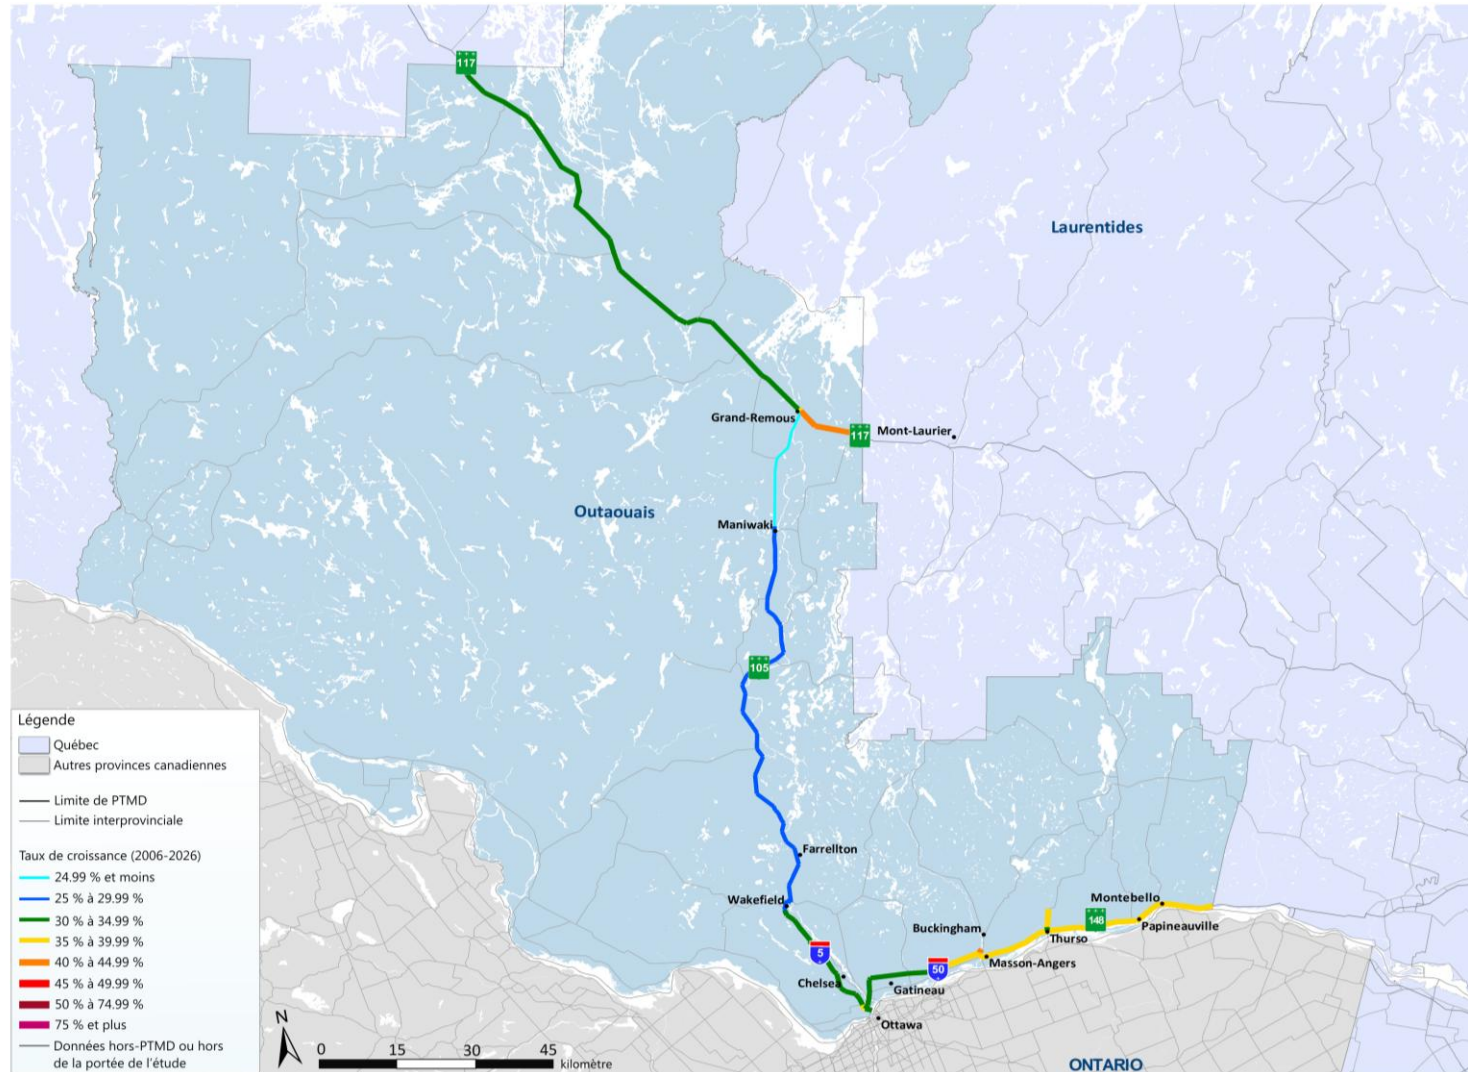 117
Laurentides
Grand-Remous
117
Mont-Laurier
Outaouais
Maniwaki
105
Légende
Québec
Autres provinces canadiennes
Limite de PTMD
Limite interprovinciale
Taux de croissance (2006-2026)
24.99 % et moins
25 % à 29.99 %
30 % à 34.99 %
35 % à 39.99 %
40 % à 44.99 %
45 % à 49.99 %
50 % à 74.99 %
75 % et plus
Données hors-PTMD ou hors
de la portée de l'étude
Farrellton
Wakefield
Montebello
148
Buckingham
Papineauville
Thurso
5
Masson-Angers
50
Chelsea
Gatineau
Ottawa
N
0 15 30 45
kilomètre
ONTARIO